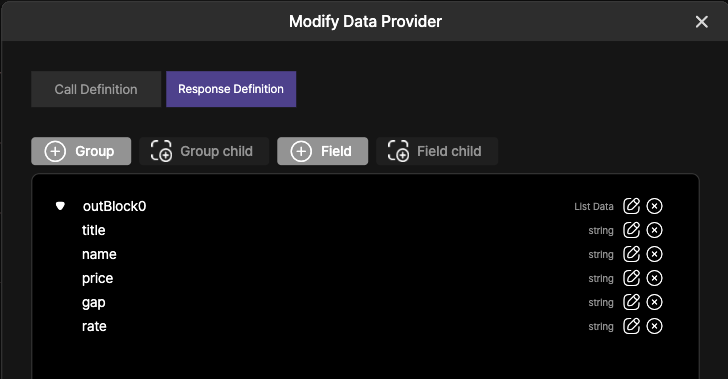 Modify Data Provider
Call Definition Response Definition
Group Group child Field Field child
outBlock0 List Data
title string
name string
price string
gap string
rate string